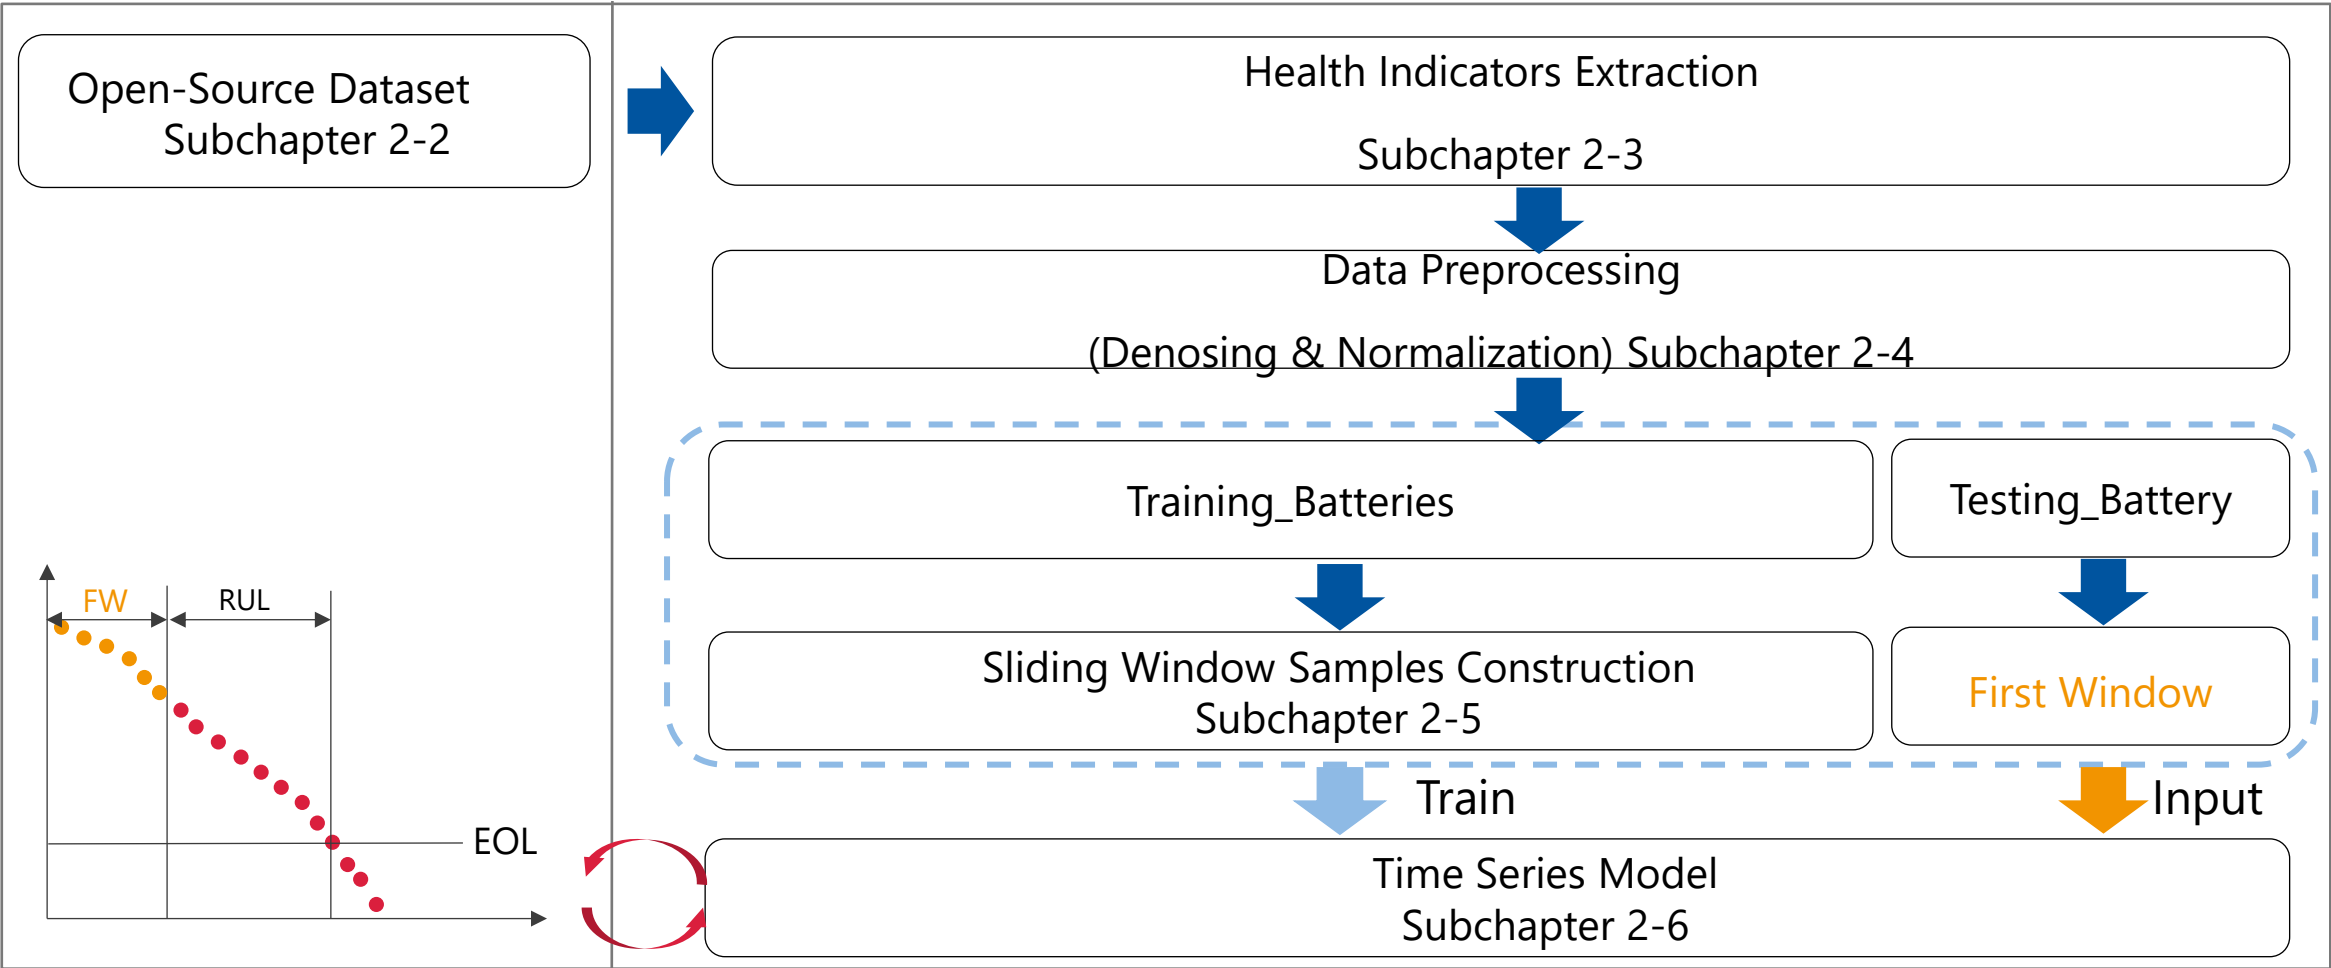 Open-Source Dataset
Subchapter 2-2
Health Indicators Extraction
Subchapter 2-3
Data Preprocessing
(Denosing & Normalization) Subchapter 2-4
Training_Batteries
Testing_Battery
Sliding Window Samples Construction
Subchapter 2-5
First Window
Train
Input
Time Series Model
Subchapter 2-6
FW
RUL
EOL